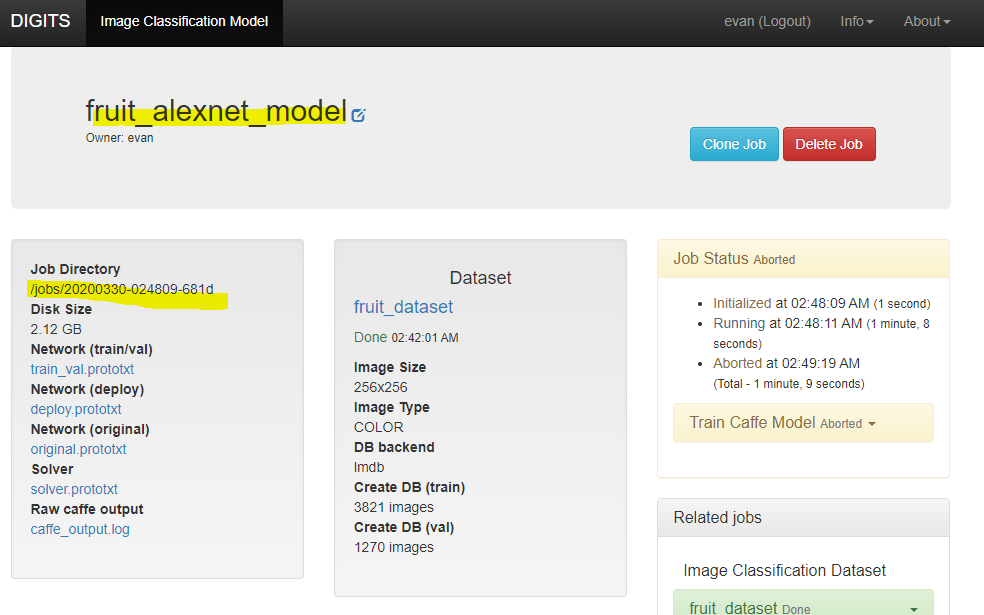 DIGITS Image Classification Model evan (Logout) Info About
fruit_alexnet_model
Owner: evan
Clone Job Delete Job
Job Directory
/jobs/20200330-024809-681d
Disk Size
2.12 GB
Network (train/val)
train_val.prototxt
Network (deploy)
deploy.prototxt
Network (original)
original.prototxt
Solver
solver.prototxt
Raw caffe output
caffe_output.log
Dataset
fruit_dataset
Done 02:42:01 AM
Image Size
256x256
Image Type
COLOR
DB backend
lmdb
Create DB (train)
3821 images
Create DB (val)
1270 images
Job Status Aborted
Initialized at 02:48:09 AM (1 second)
Running at 02:48:11 AM (1 minute, 8
seconds)
Aborted at 02:49:19 AM
(Total - 1 minute, 9 seconds)
Train Caffe Model Aborted
Related jobs
Image Classification Dataset
fruit_dataset Done